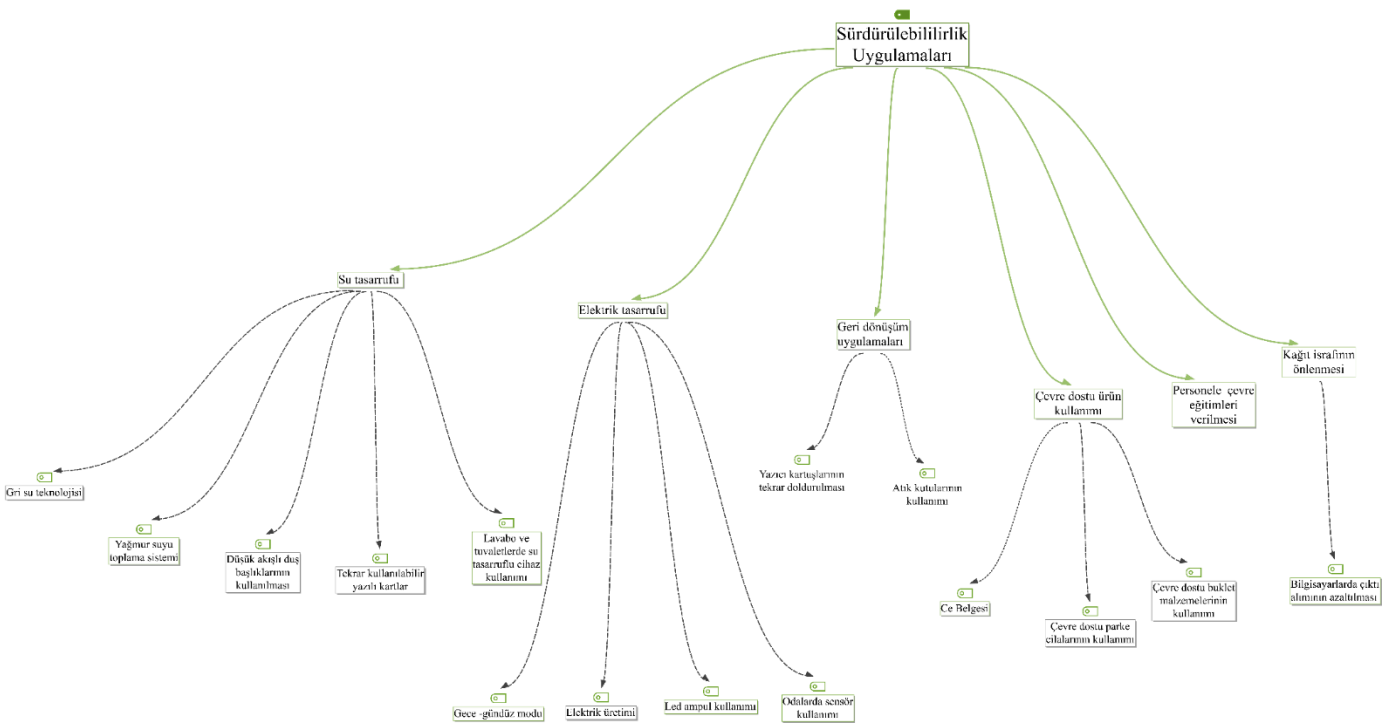 Sürdürülebililirlik
Uygulamaları
Su tasarrufu
Elektrik tasarrufu
Geri dönüşüm
uygulamaları
Çevre dostu ürün
kullanımı
Personele çevre
eğitimleri
verilmesi
Kağıt israfının
önlenmesi
Gri su teknolojisi
Yağmur suyu
toplama sistemi
Düşük akışlı duş
başlıklarının
kullanılması
Tekrar kullanılabilir
yazılı kartlar
Lavabo ve
tuvaletlerde su
tasarruflu cihaz
kullanımı
Gece -gündüz modu
Elektrik üretimi
Led ampul kullanımı
Odalarda sensör
kullanımı
Yazıcı kartuşlarının
tekrar doldurulması
Atık kutularının
kullanımı
Ce Belgesi
Çevre dostu parke
cilalarının kullanımı
Çevre dostu buklet
malzemelerinin
kullanımı
Bilgisayarlarda çıktı
alımının azaltılması